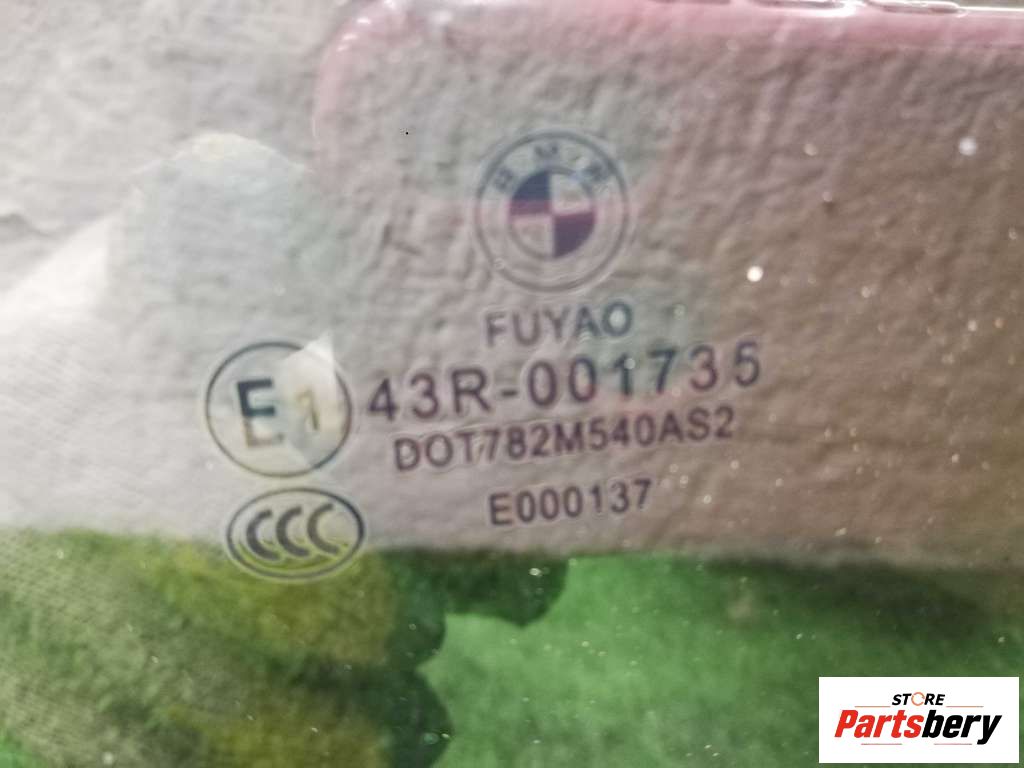 BMW
FUYAO
E1 43R-001735
DOT782M540AS2
E000137
CCC
STORE
Partsbery